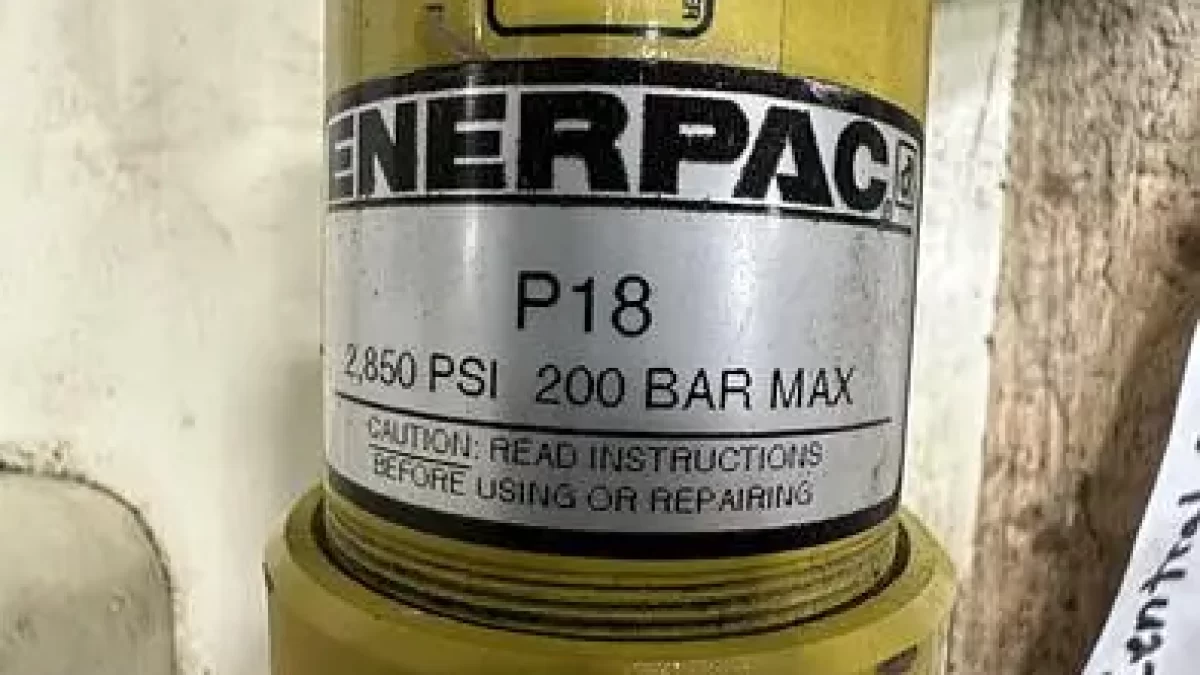 ENERPAC
P18
2,850 PSI 200 BAR MAX
CAUTION: READ INSTRUCTIONS
BEFORE USING OR REPAIRING